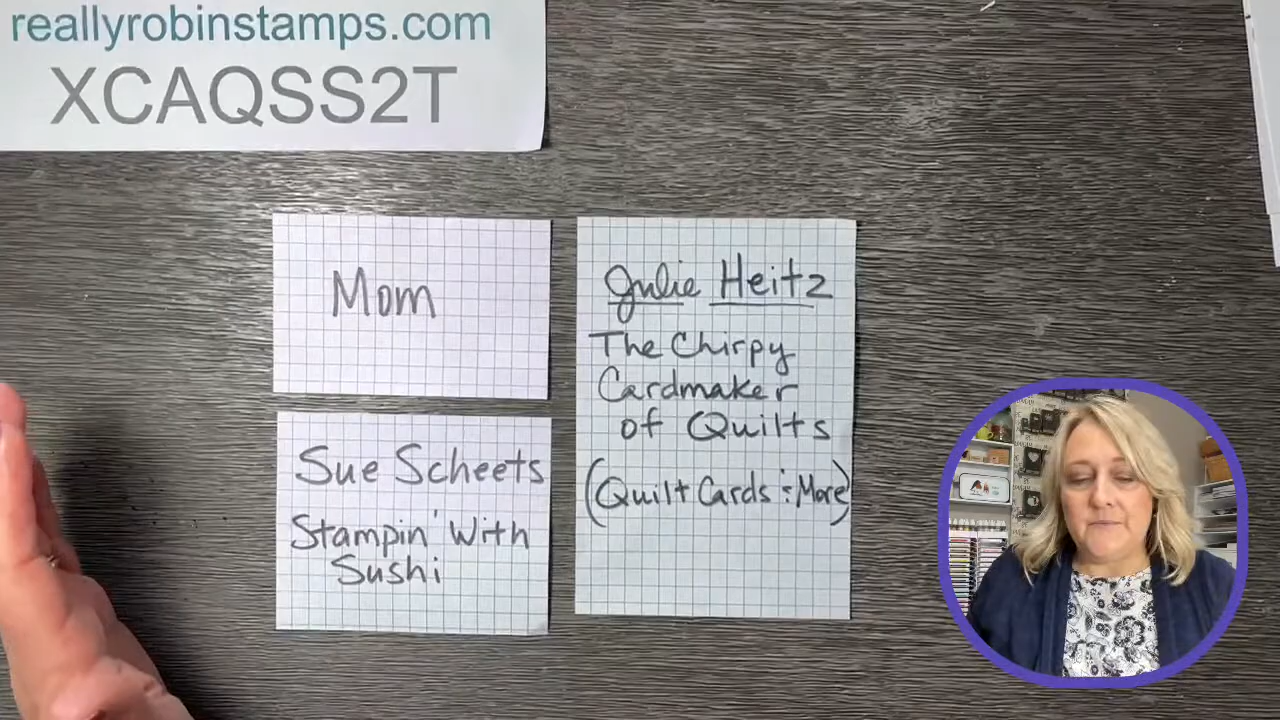 reallyrobinstamps.com
XCAQSS2T
Mom
Sue Scheets
Stampin' With
Sushi
Julie Heitz
The Chirpy
Cardmaker
of Quilts
(Quilt Cards & More)